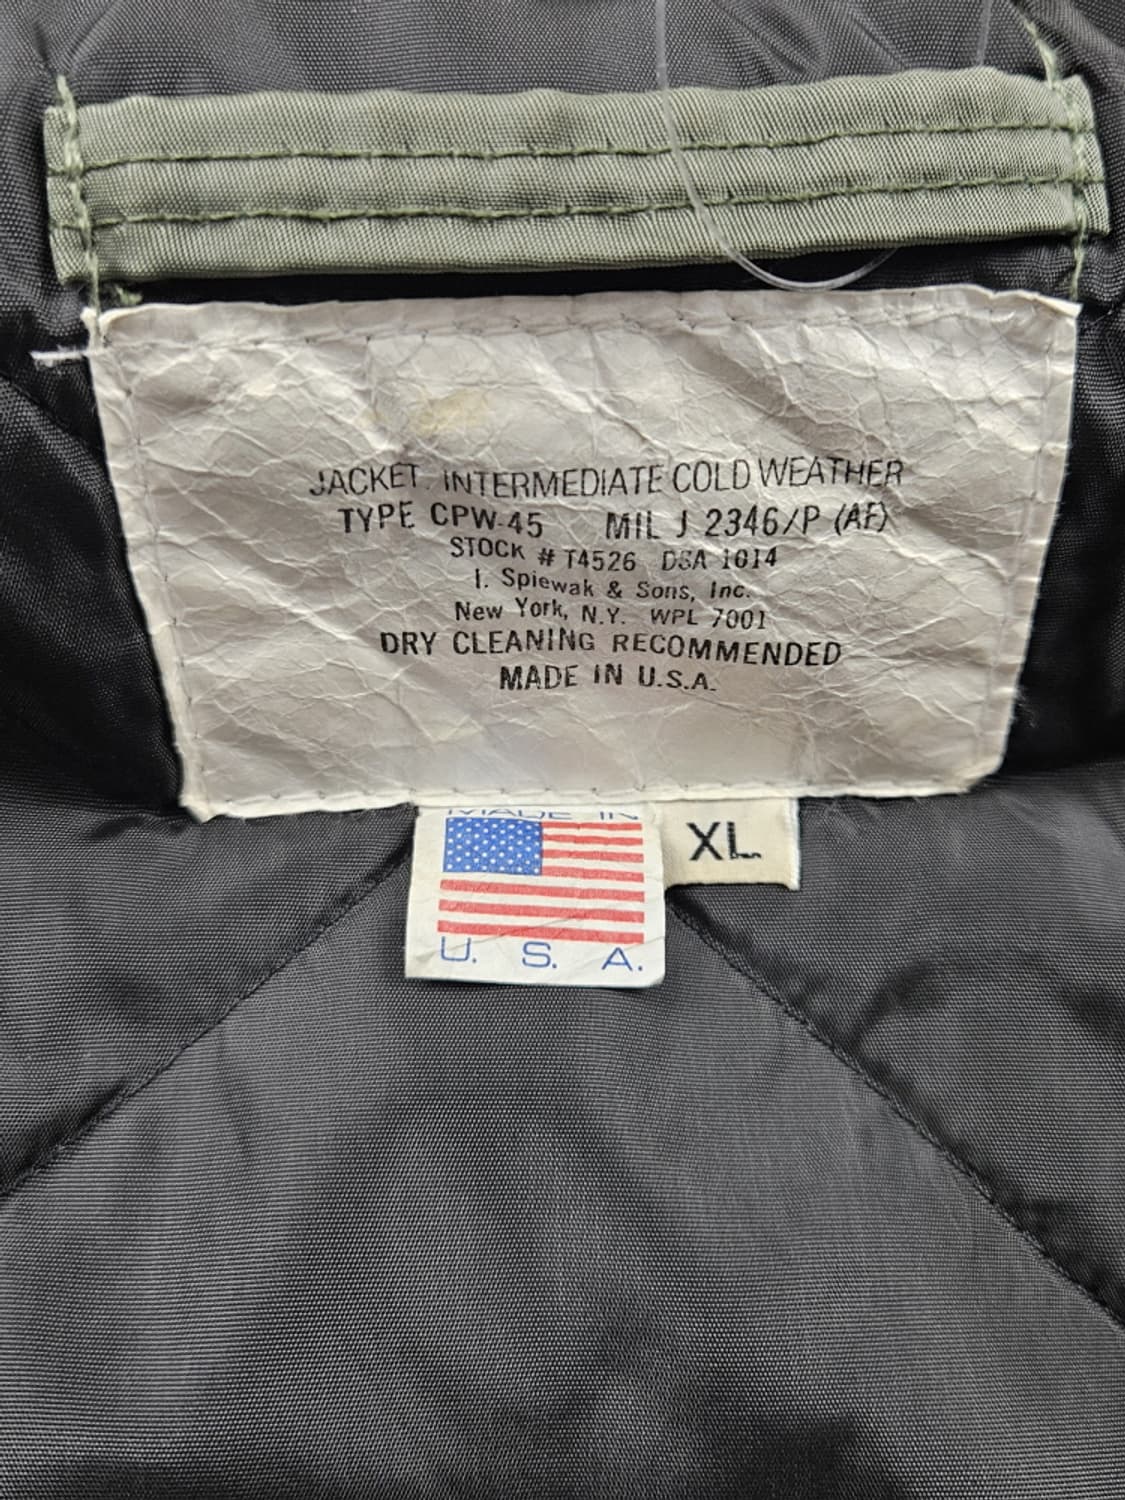 JACKET, INTERMEDIATE COLD WEATHER
TYPE CPW-45 MIL J 2346/P (AF)
STOCK # T4526 DSA 1014
I. Spiewak & Sons, Inc.
New York, N.Y. WPL 7001
DRY CLEANING RECOMMENDED
MADE IN U.S.A.
MADE IN
XL
U. S. A.